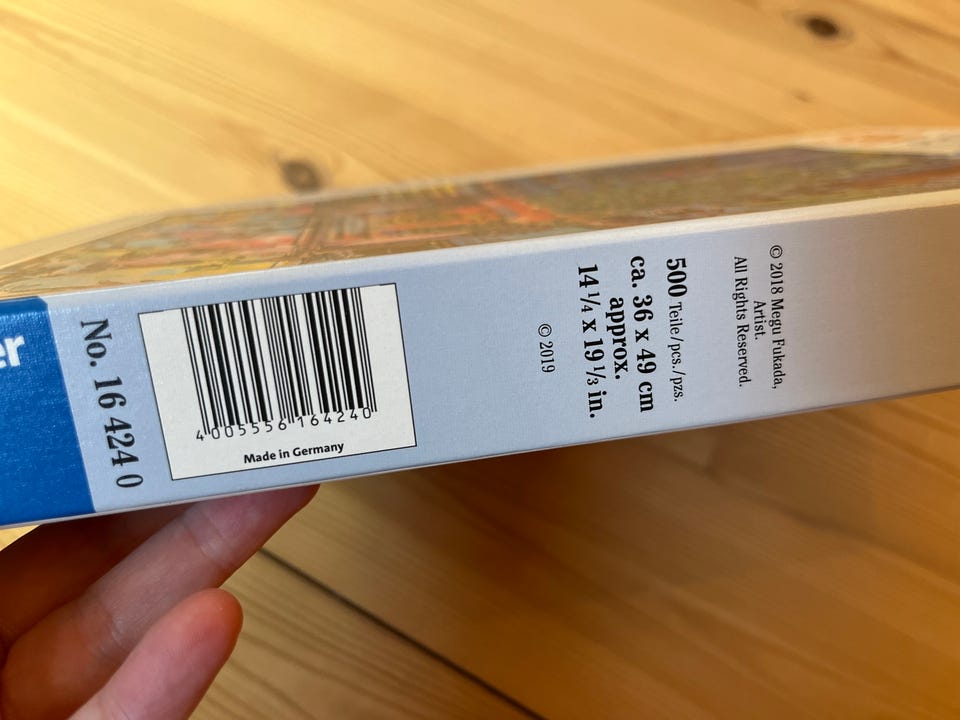 er
No. 16 424 0
4 005556 164240
Made in Germany
© 2019
500 Teile/pcs./pzs.
ca. 36 x 49 cm
approx.
14 ¼ x 19 ⅓ in.
© 2018 Megu Fukada,
Artist.
All Rights Reserved.